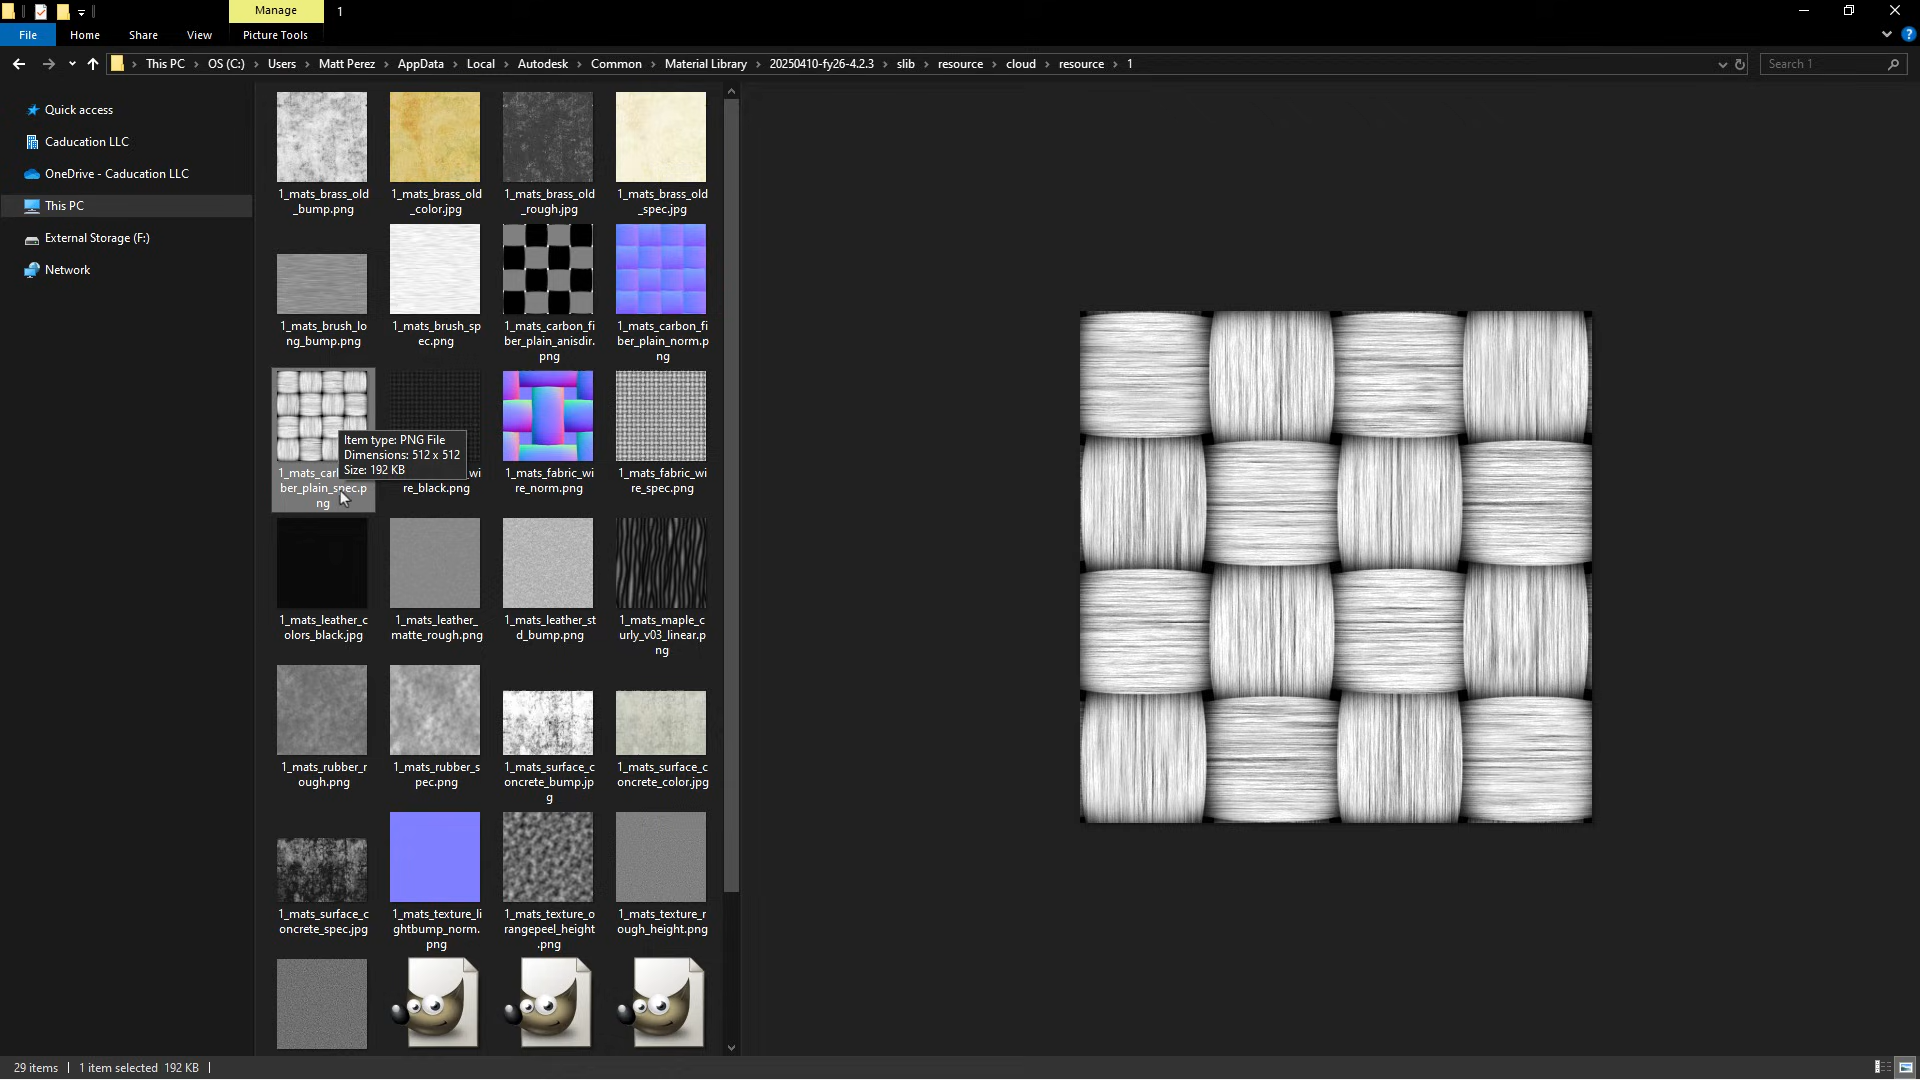 Manage
1
File
Home
Share
View
Picture Tools
This PC
OS (C:)
Users
Matt Perez
AppData
Local
Autodesk
Common
Material Library
20250410-fy26-4.2.3
slib
resource
cloud
resource
1
Search 1
Quick access
Caducation LLC
OneDrive - Caducation LLC
This PC
External Storage (F:)
Network
1_mats_brass_old
_bump.png
1_mats_brass_old
_color.jpg
1_mats_brass_old
_rough.jpg
1_mats_brass_old
_spec.jpg
1_mats_brush_lo
ng_bump.png
1_mats_brush_sp
ec.png
1_mats_carbon_fi
ber_plain_anisdir.
png
1_mats_carbon_fi
ber_plain_norm.p
ng
Item type: PNG File
Dimensions: 512 x 512
Size: 192 KB
1_mats_ca
ber_plain_spec.p
ng
wi
re_black.png
1_mats_fabric_wi
re_norm.png
1_mats_fabric_wi
re_spec.png
1_mats_leather_c
olors_black.jpg
1_mats_leather_
matte_rough.png
1_mats_leather_st
d_bump.png
1_mats_maple_c
urly_v03_linear.p
ng
1_mats_rubber_r
ough.png
1_mats_rubber_s
pec.png
1_mats_surface_c
oncrete_bump.jp
g
1_mats_surface_c
oncrete_color.jpg
1_mats_surface_c
oncrete_spec.jpg
1_mats_texture_li
ghtbump_norm.
png
1_mats_texture_o
rangepeel_height
.png
1_mats_texture_r
ough_height.png
29 items
1 item selected 192 KB